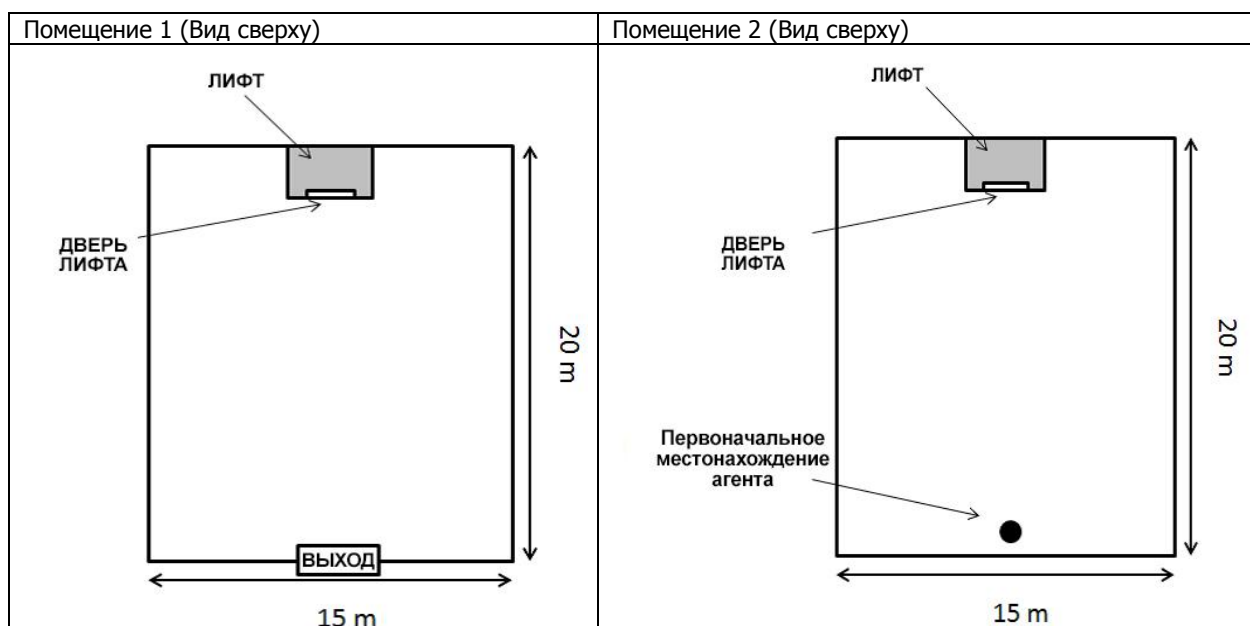 Помещение 1 (Вид сверху)
ЛИФТ
ДВЕРЬ
ЛИФТА
20 m
ВЫХОД
15 m
Помещение 2 (Вид сверху)
ЛИФТ
ДВЕРЬ
ЛИФТА
20 m
Первоначальное
местонахождение
агента
15 m